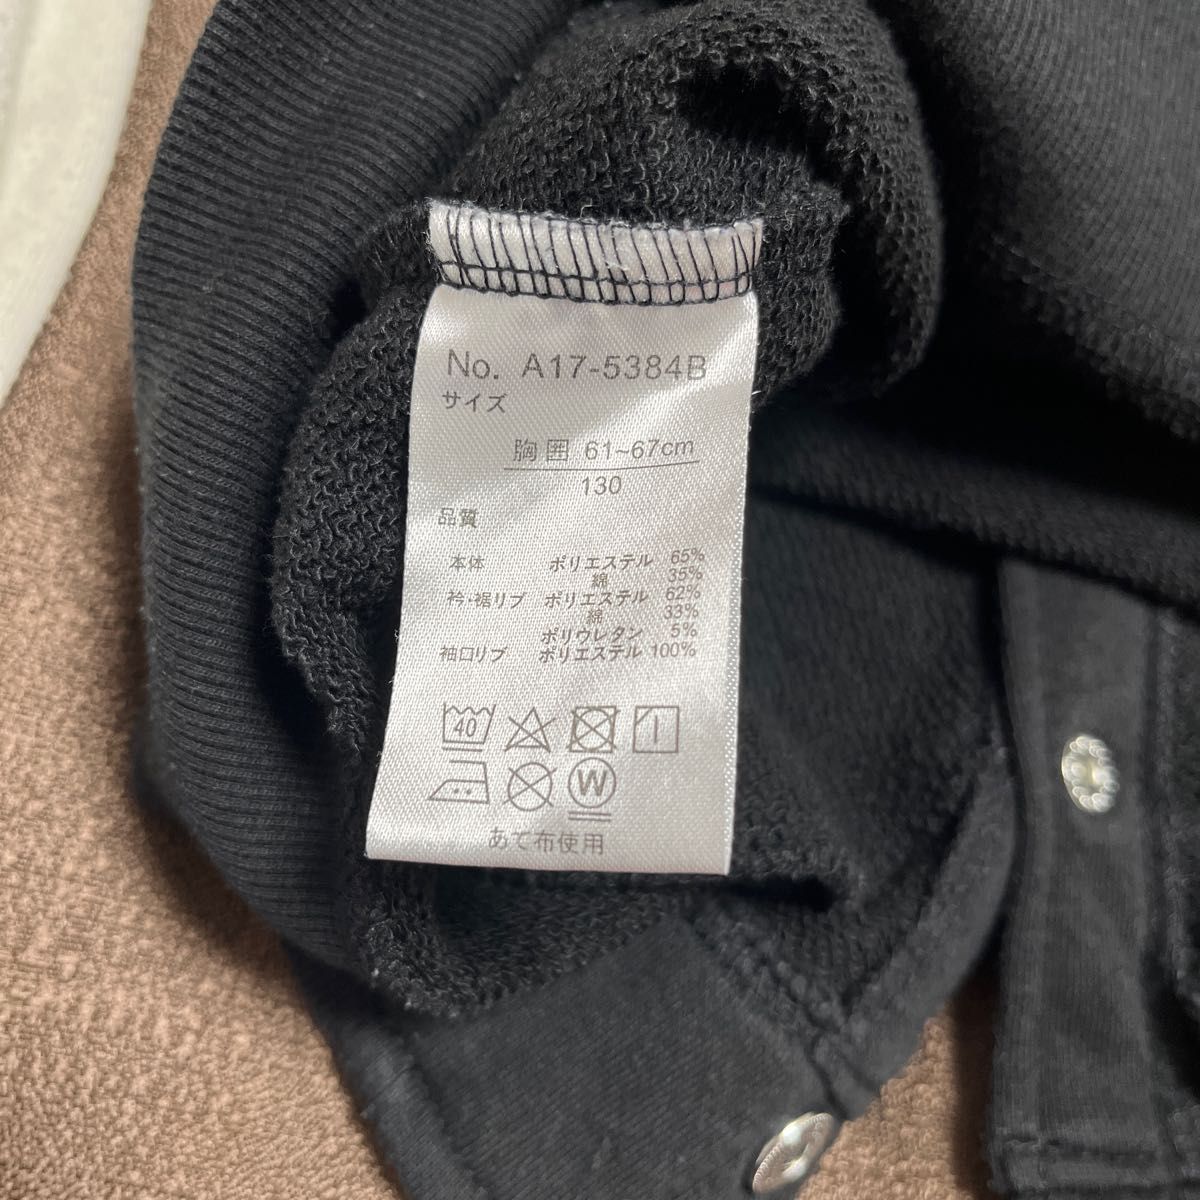 No. A17-5384B
サイズ
胸囲 61~67cm
130
品質
本体 ポリエステル 65%
綿 35%
衿・裾リブ ポリエステル 62%
綿 33%
ポリウレタン 5%
袖口リブ ポリエステル 100%
40
W
あて布使用